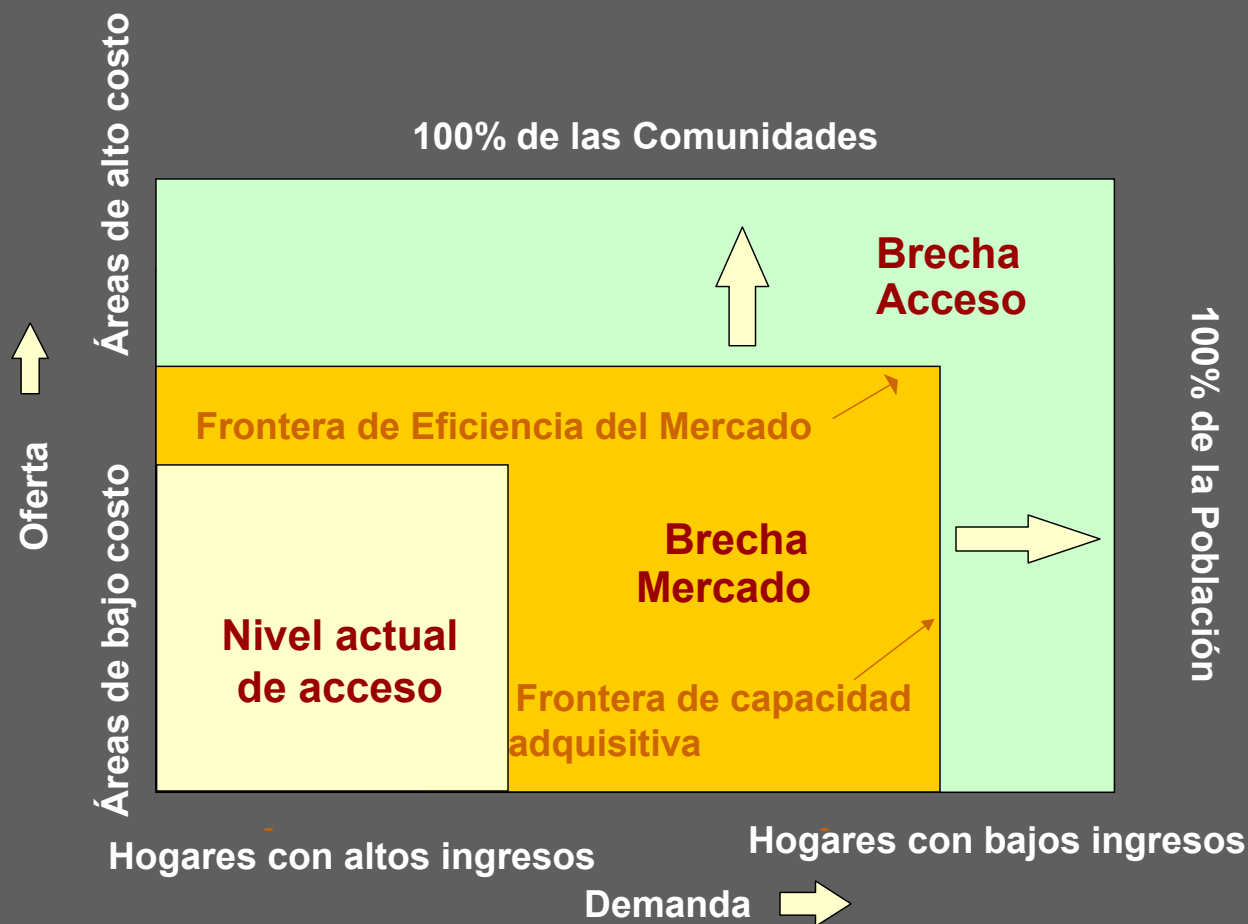 100% de las Comunidades
Áreas de alto costo
Brecha
Acceso
100% de la Población
Frontera de Eficiencia del Mercado
Oferta
Áreas de bajo costo
Brecha
Mercado
Nivel actual
de acceso
Frontera de capacidad
adquisitiva
Hogares con altos ingresos
Hogares con bajos ingresos
Demanda